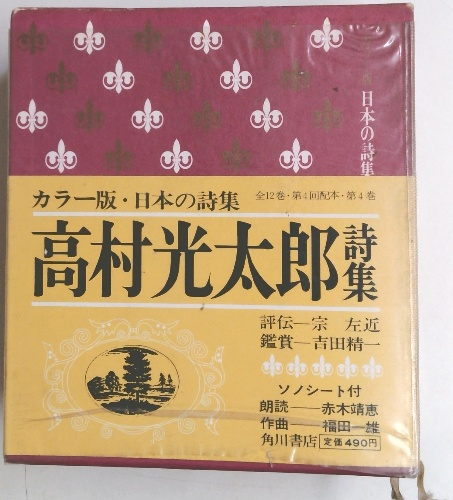 日本の詩集
カラー版・日本の詩集
全12巻・第4回配本・第4巻
高村光太郎詩集
評伝―宗 左近
鑑賞―吉田精一
ソノシート付
朗読――赤木靖恵
作曲――福田一雄
角川書店 定価490円